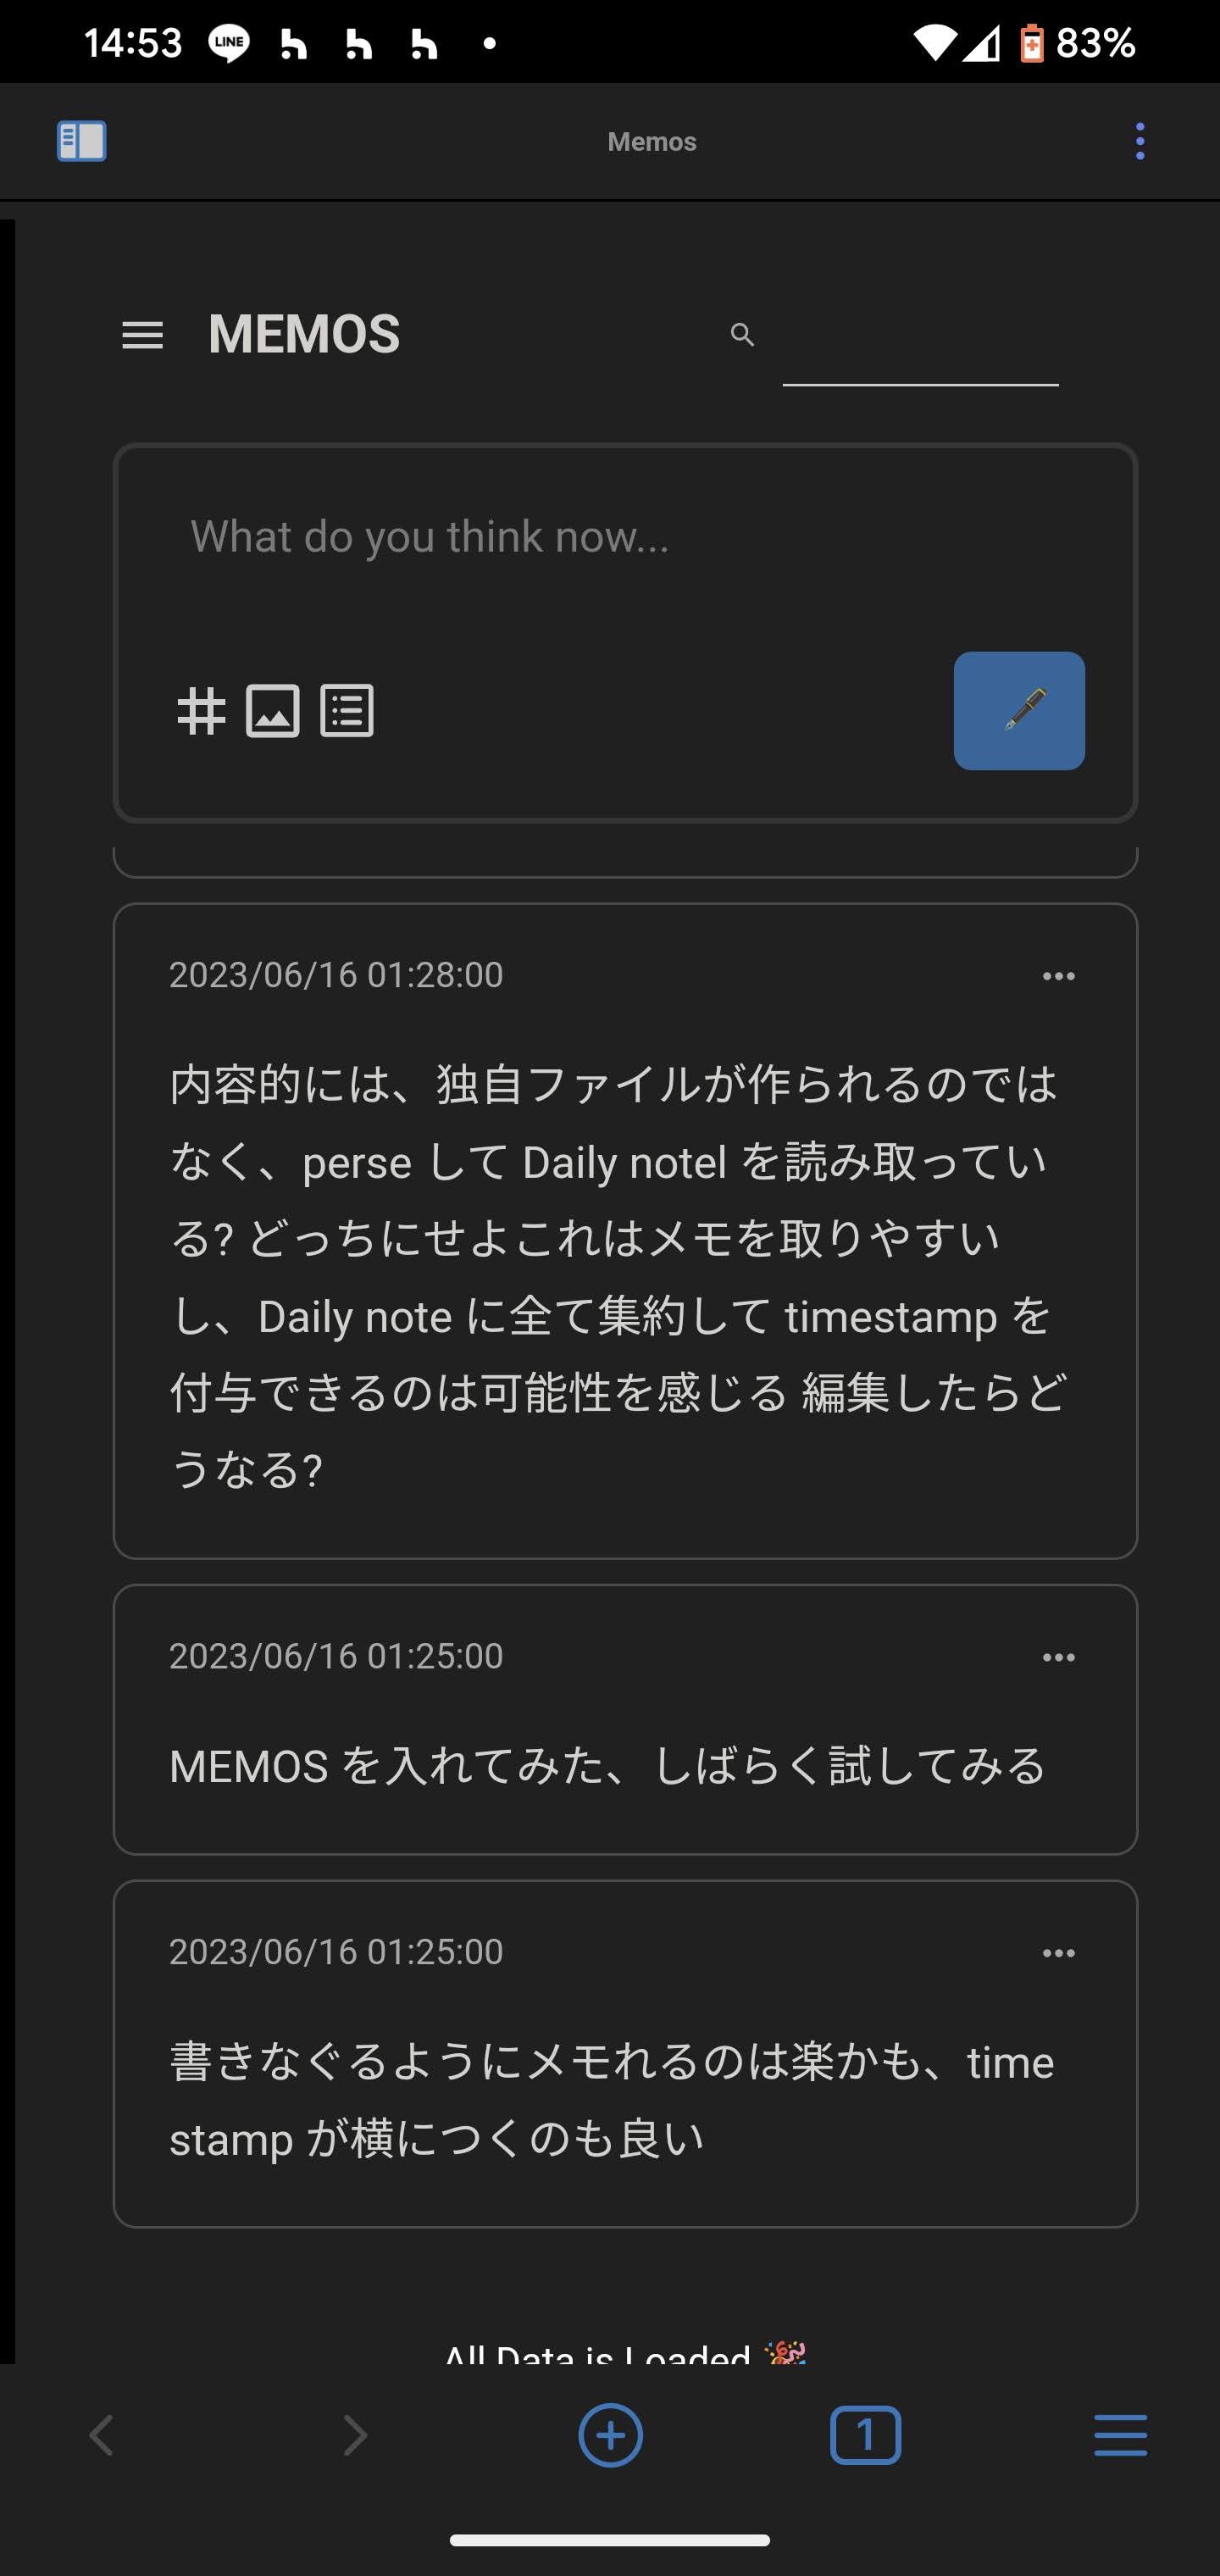 14:53 LINE 83%
Memos
MEMOS
What do you think now...
2023/06/16 01:28:00
内容的には、独自ファイルが作られるのでは
なく、perse して Daily notel を読み取ってい
る? どっちにせよこれはメモを取りやすい
し、Daily note に全て集約して timestamp を
付与できるのは可能性を感じる 編集したらど
うなる?
2023/06/16 01:25:00
MEMOS を入れてみた、しばらく試してみる
2023/06/16 01:25:00
書きなぐるようにメモれるのは楽かも、time
stamp が横につくのも良い
All Data is Loaded 🎉
1